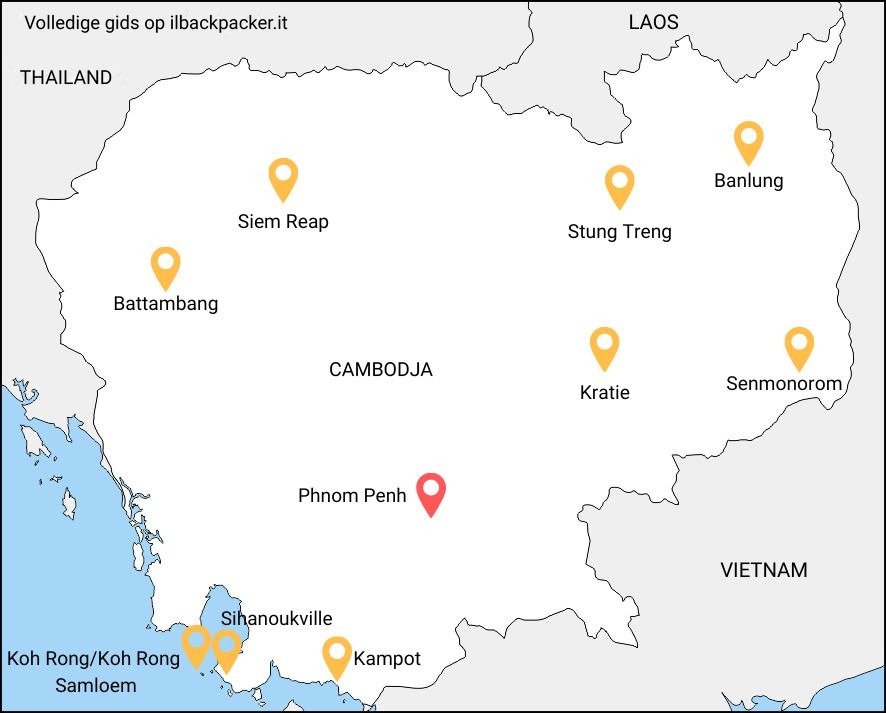 Volledige gids op ilbackpacker.it
LAOS
THAILAND
Banlung
Siem Reap
Stung Treng
Battambang
CAMBODJA
Kratie
Senmonorom
Phnom Penh
VIETNAM
Sihanoukville
Koh Rong/Koh Rong
Samloem
Kampot